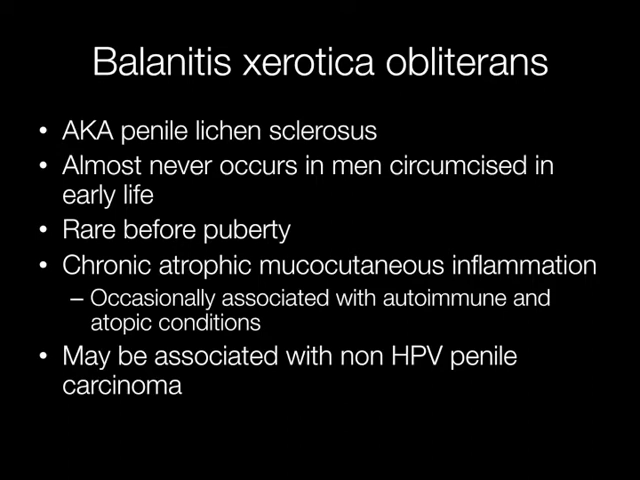 Balanitis xerotica obliterans
• AKA penile lichen sclerosus
• Almost never occurs in men circumcised in
early life
• Rare before puberty
• Chronic atrophic mucocutaneous inflammation
– Occasionally associated with autoimmune and
atopic conditions
• May be associated with non HPV penile
carcinoma